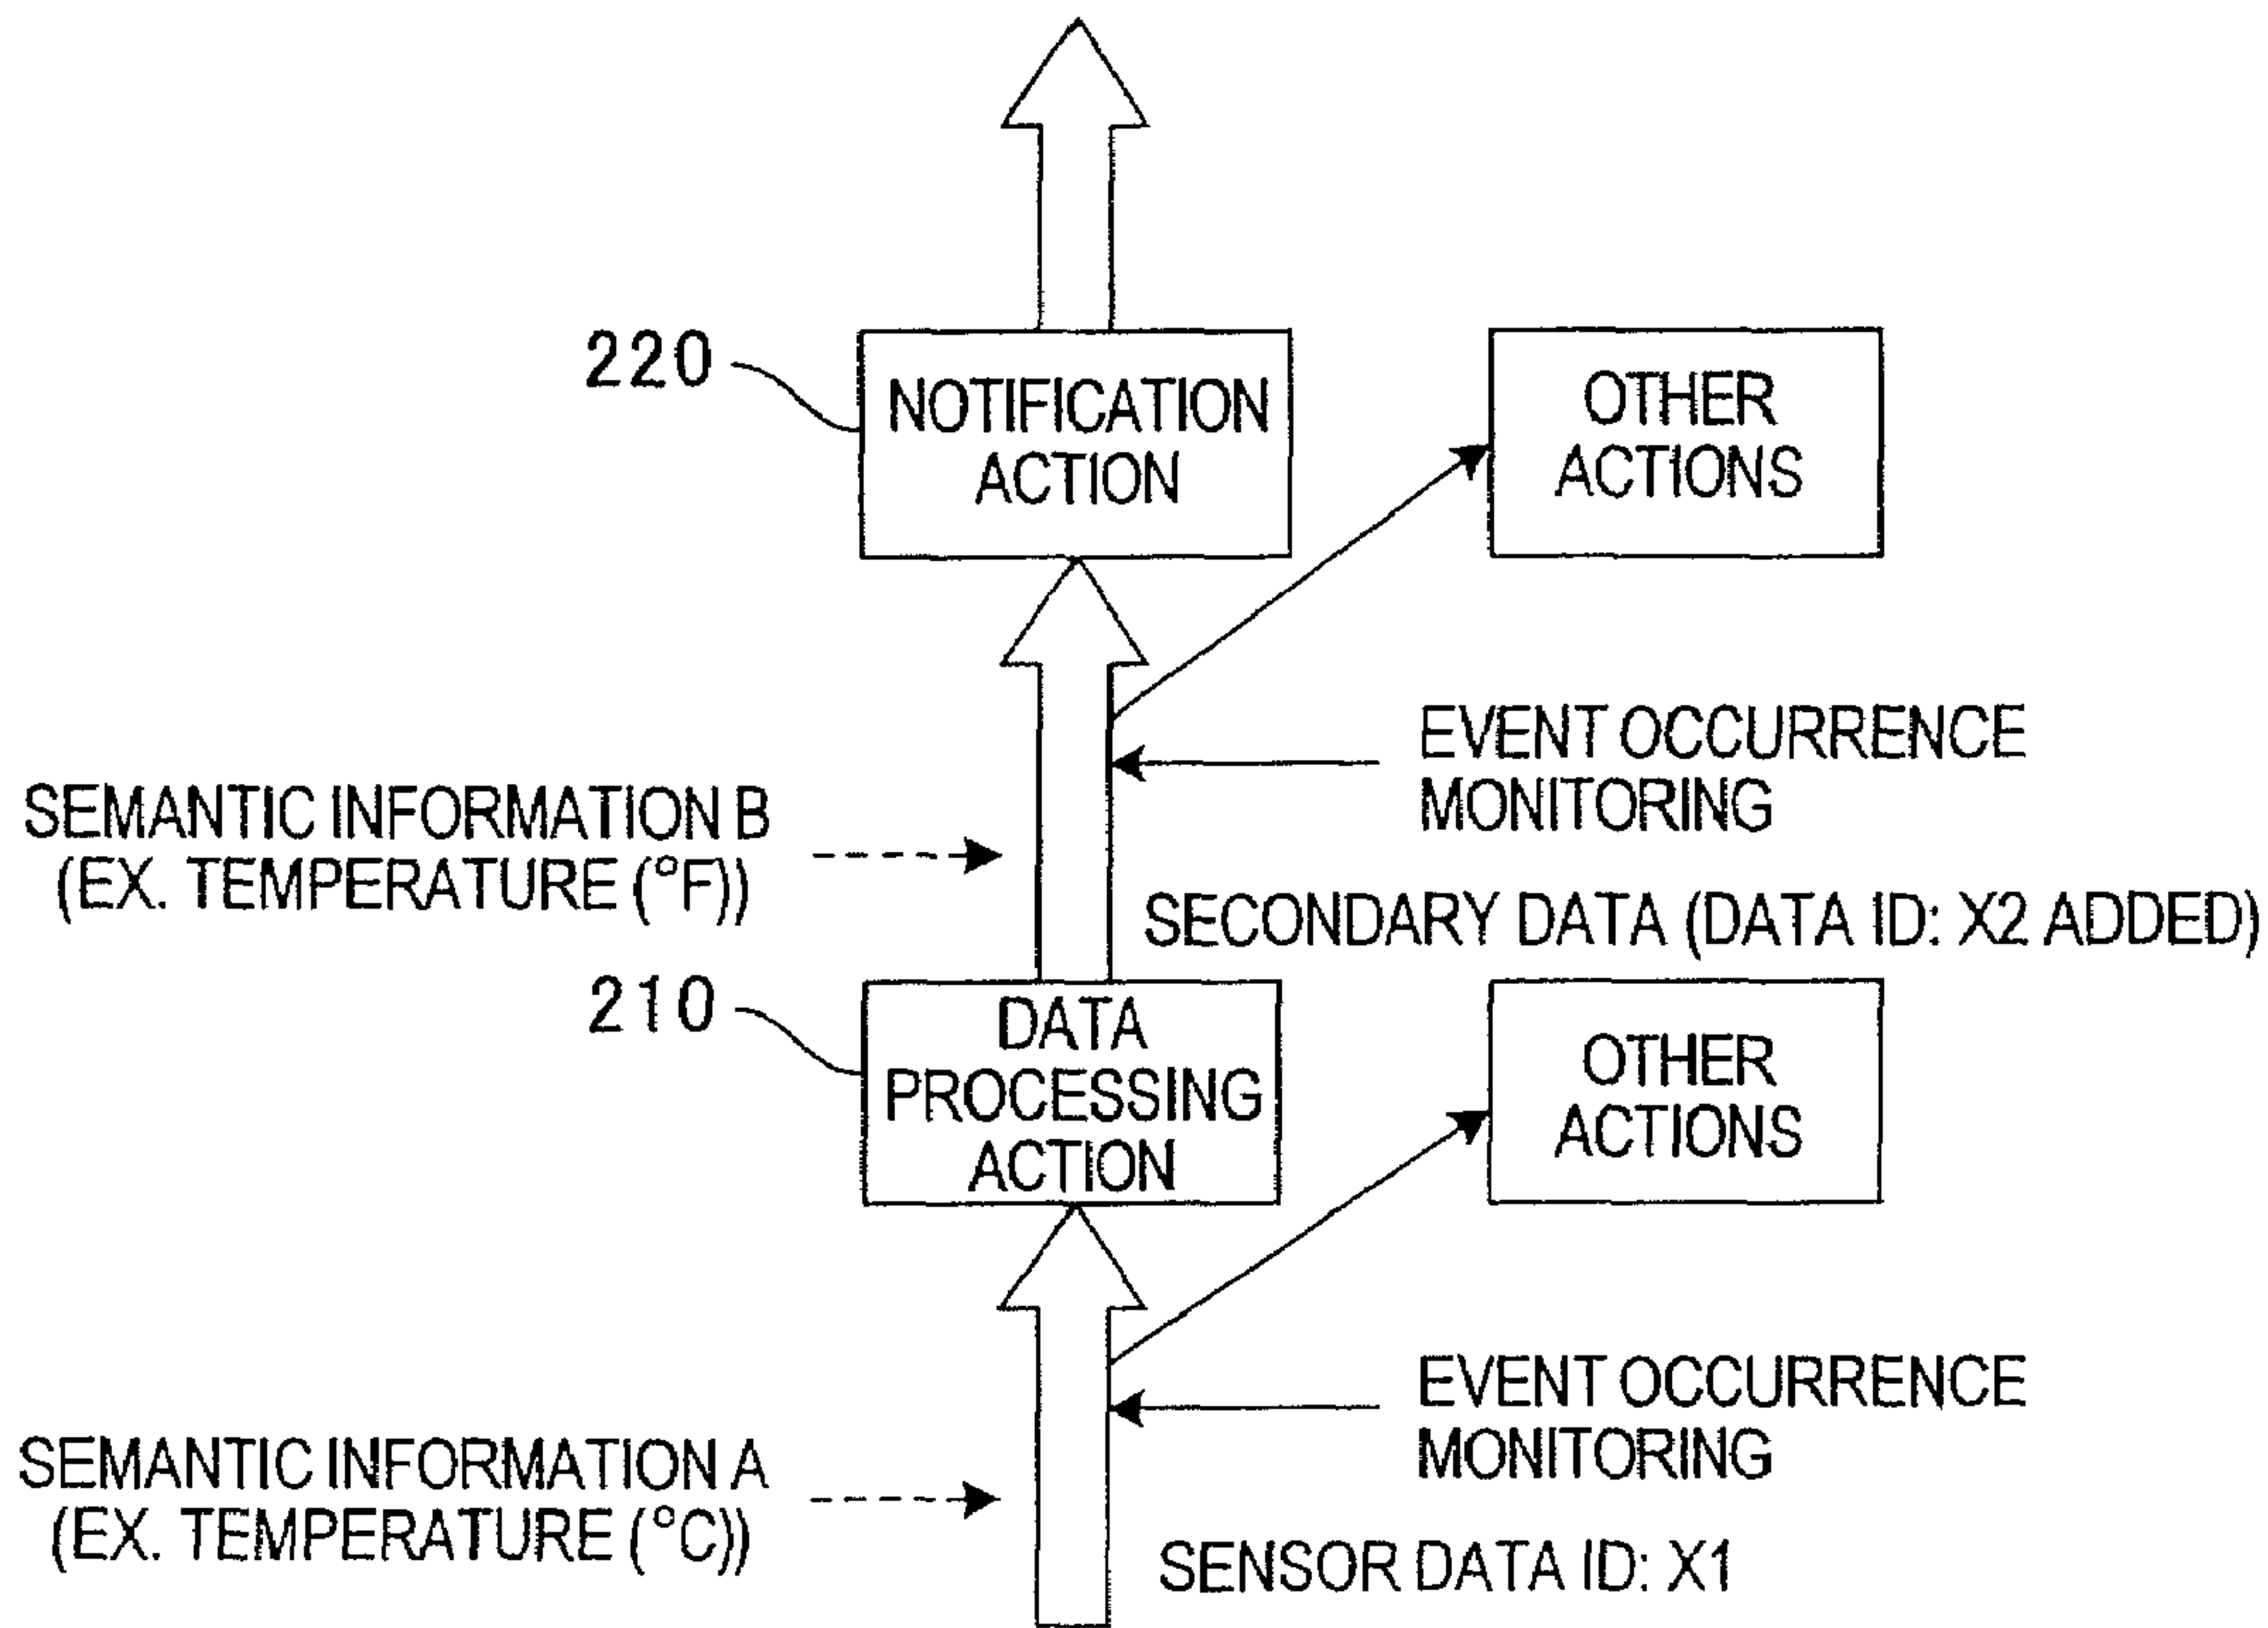 220
NOTIFICATION
ACTION
OTHER
ACTIONS
EVENT OCCURRENCE
MONITORING
SEMANTIC INFORMATION B
(EX. TEMPERATURE (°F))
SECONDARY DATA (DATA ID: X2 ADDED)
210
DATA
PROCESSING
ACTION
OTHER
ACTIONS
EVENT OCCURRENCE
MONITORING
SEMANTIC INFORMATION A
(EX. TEMPERATURE (°C))
SENSOR DATA ID: X1